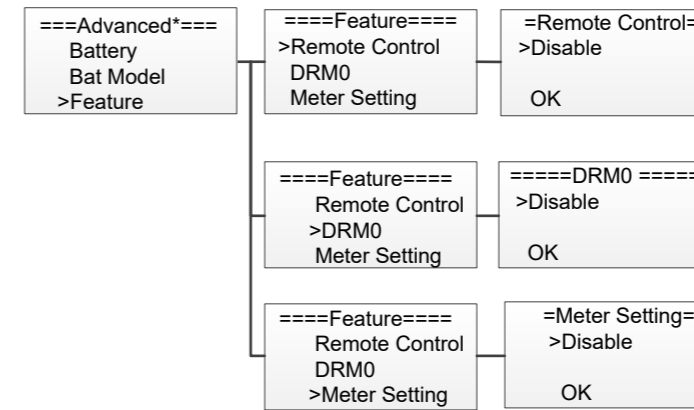 ===Advanced*===
Battery
Bat Model
>Feature
====Feature====
>Remote Control
DRM0
Meter Setting
=Remote Control=
>Disable
OK
====Feature====
Remote Control
>DRM0
Meter Setting
=====DRM0 =====
>Disable
OK
====Feature====
Remote Control
DRM0
>Meter Setting
=Meter Setting=
>Disable
OK